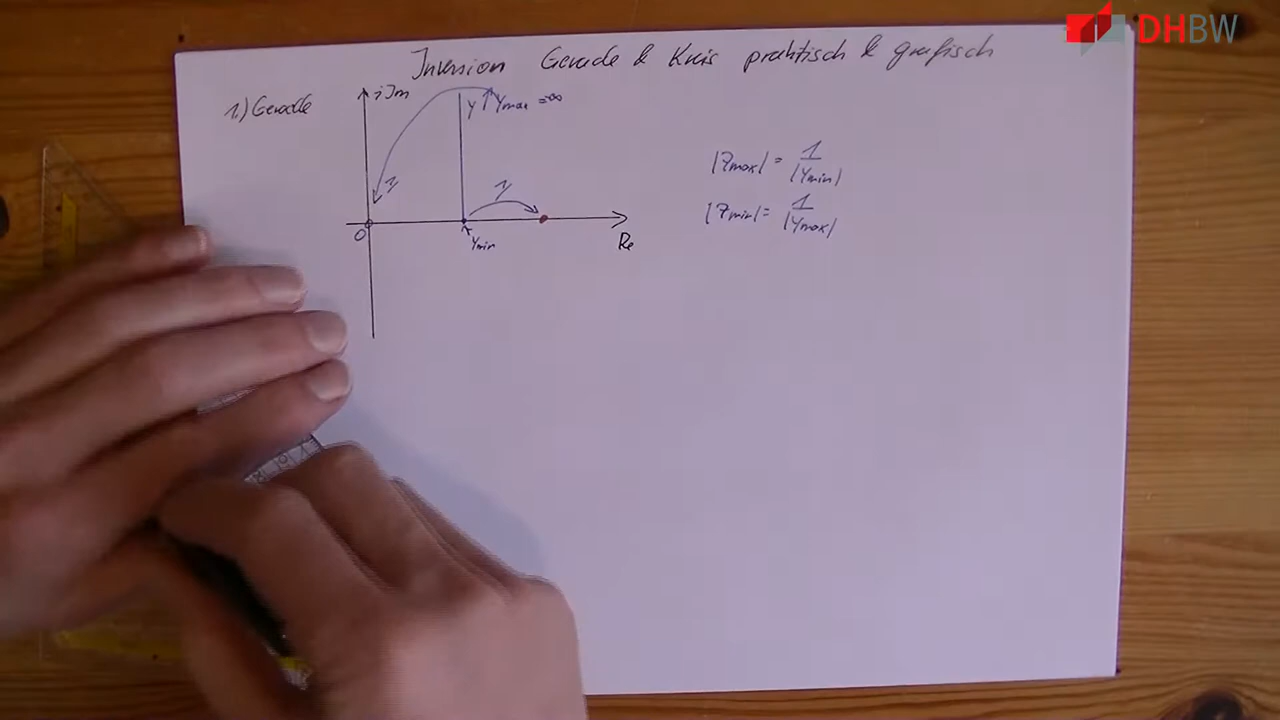 DHBW
Inversion Gerade & Kreis praktisch & grafisch
1) Gerade
iIm
Y Ymax = ∞
1
1
0
Ymin
Re
|Zmax| = 1/|Ymin|
|Zmin| = 1/|Ymax|